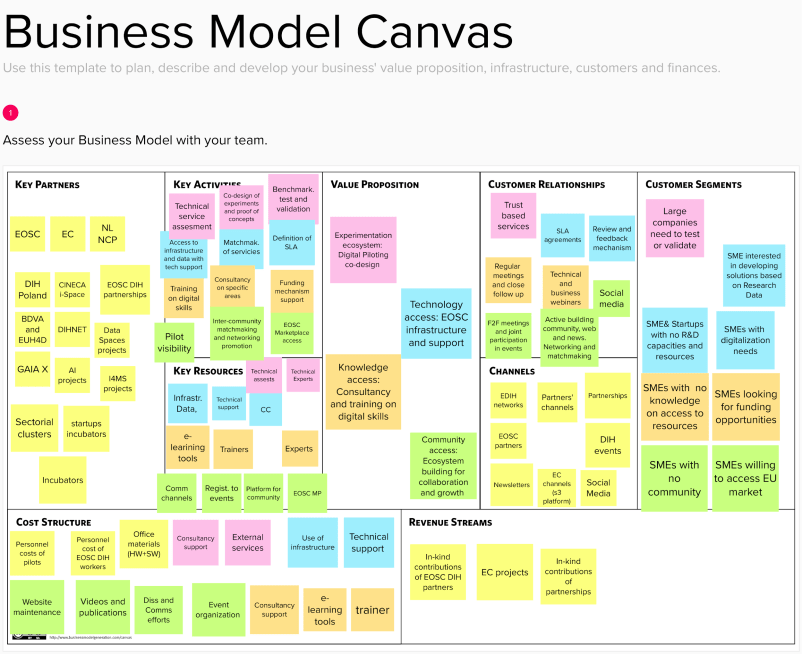 Business Model Canvas
Use this template to plan, describe and develop your business' value proposition, infrastructure, customers and finances.
1
Assess your Business Model with your team.
KEY PARTNERS
EOSC
EC
NL
NCP
DIH
Poland
CINECA
i-Space
EOSC DIH
partnerships
BDVA
and
EUH4D
DIHNET
Data
Spaces
projects
GAIA X
AI
projects
I4MS
projects
Sectorial
clusters
startups
incubators
Incubators
KEY ACTIVITIES
Technical
service
assesment
Co-design of
experiments
and proof of
concepts
Benchmark.
test and
validation
Access to
infrastructure
and data with
tech support
Matchmak.
of servicies
Definition of
SLA
Training
on digital
skills
Consultancy
on specific
areas
Funding
mechanism
support
Pilot
visibility
Inter-community
matchmaking
and networking
promotion
EOSC
Marketplace
access
KEY RESOURCES
Technical
assests
Technical
Experts
Infrastr.
Data,
Technical
support
CC
e-
learining
tools
Trainers
Experts
Comm
channels
Regist. to
events
Platform for
community
EOSC MP
VALUE PROPOSITION
Experimentation
ecosystem:
Digital Piloting
co-design
Technology
access: EOSC
infrastructure
and support
Knowledge
access:
Consultancy
and training on
digital skills
Community
access:
Ecosystem
building for
collaboration
and growth
CUSTOMER RELATIONSHIPS
Trust
based
services
SLA
agreements
Review and
feedback
mechanism
Regular
meetings
and close
follow up
Technical
and
business
webinars
Social
media
F2F meetings
and joint
participation
in events
Active building
community, web
and news.
Networking and
matchmaking
CHANNELS
EDIH
networks
Partners'
channels
Partnerships
EOSC
partners
DIH
events
Newsletters
EC
channels (s3
platform)
Social
Media
CUSTOMER SEGMENTS
Large
companies
need to test
or validate
SME interested
in developing
solutions based
on Research
Data
SME& Startups
with no R&D
capacities and
resources
SMEs with
digitalization
needs
SMEs with no
knowledge
on access to
resources
SMEs looking
for funding
opportunities
SMEs with
no
community
SMEs willing
to access EU
market
COST STRUCTURE
Personnel
costs of
pilots
Personnel
cost of
EOSC DIH
workers
Office
materials
(HW+SW)
Consultancy
support
External
services
Use of
infrastructure
Technical
support
Website
maintenance
Videos and
publications
Diss and
Comms
efforts
Event
organization
Consultancy
support
e-
learning
tools
trainer
http://www.businessmodelgeneration.com/canvas
REVENUE STREAMS
In-kind
contributions
of EOSC DIH
partners
EC projects
In-kind
contributions
of
partnerships